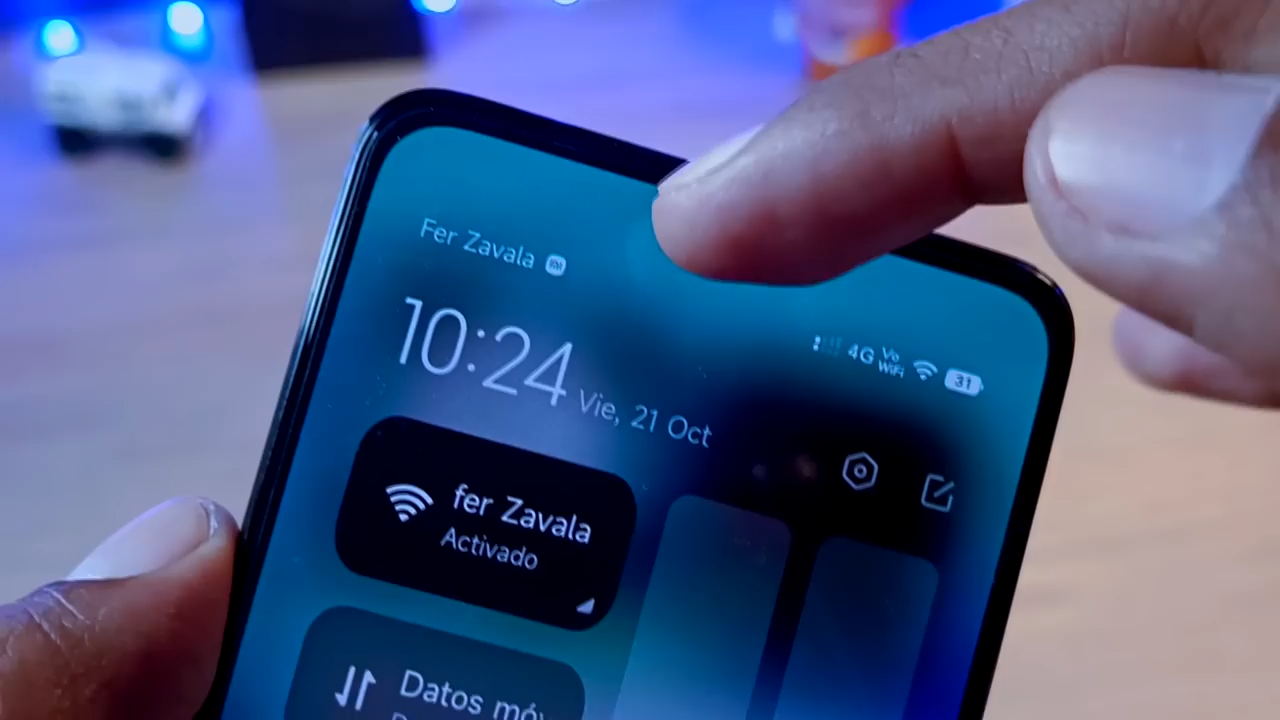 Fer Zavala
4G Vo WiFi 31
10:24 Vie, 21 Oct
fer Zavala
Activado
Datos móv